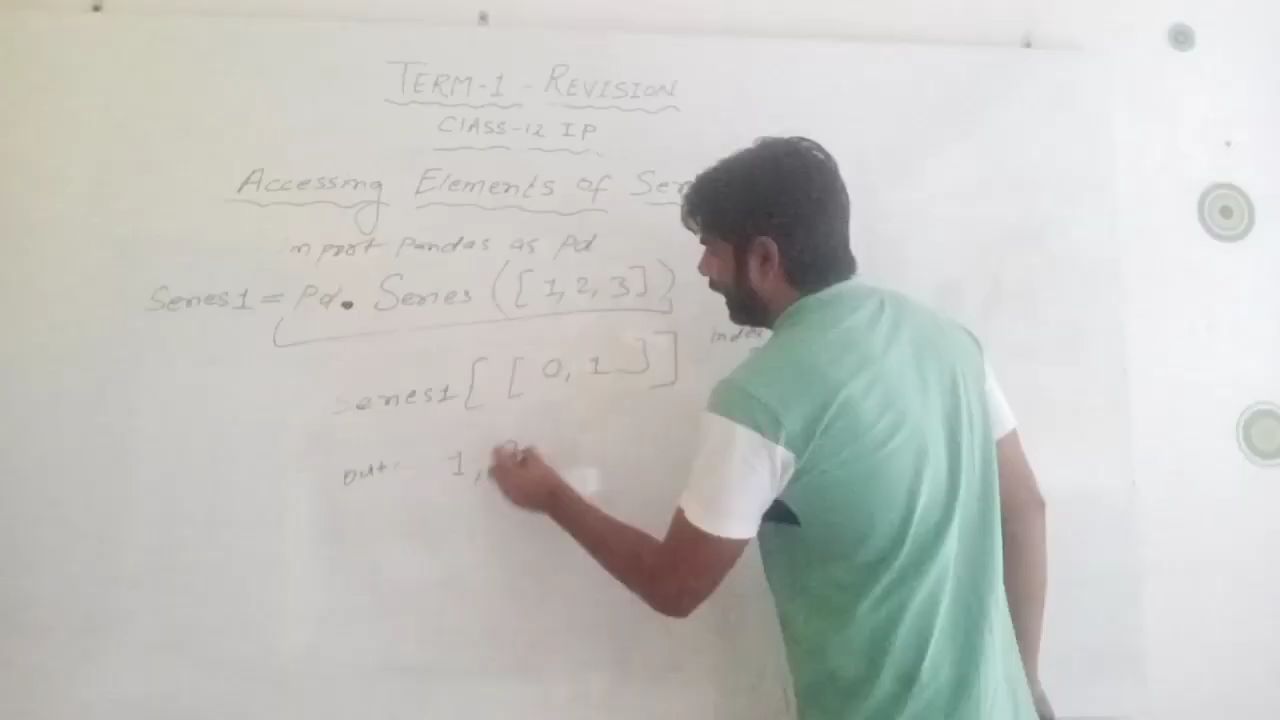 TERM-1 - REVISION
CLASS-12 IP
Accessing Elements of Ser
mport Pandas as Pd
Series1 = Pd. Series ([1,2,3])
index
series1[[0,1]]
out:- 1,